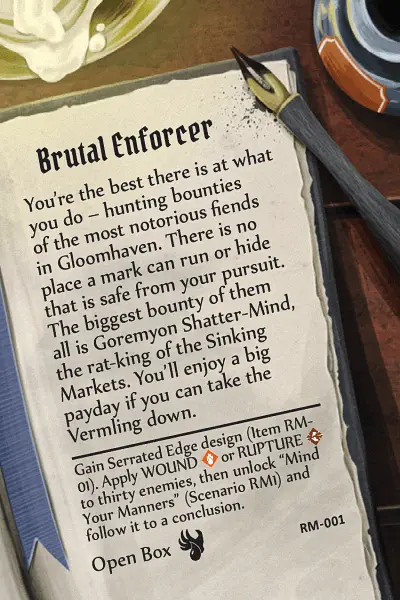 Brutal Enforcer
You're the best there is at what
you do – hunting bounties
of the most notorious fiends
in Gloomhaven. There is no
place a mark can run or hide
that is safe from your pursuit.
The biggest bounty of them
all is Goremyon Shatter-Mind,
the rat-king of the Sinking
Markets. You'll enjoy a big
payday if you can take the
Vermling down.
Gain Serrated Edge design (Item RM-
01). Apply WOUND or RUPTURE
to thirty enemies, then unlock "Mind
Your Manners" (Scenario RM1) and
follow it to a conclusion.
Open Box
RM-001